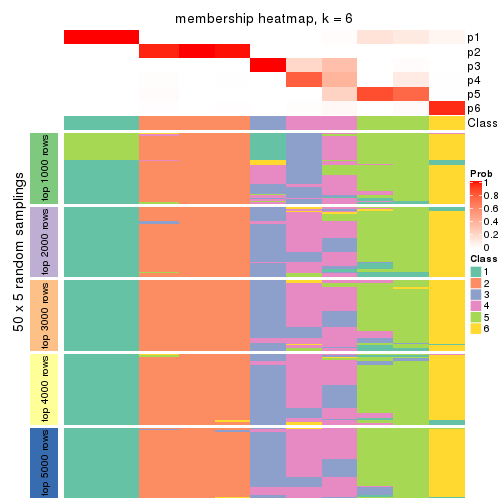 membership heatmap, k = 6
p1
p2
p3
p4
p5
p6
Class
50 x 5 random samplings
top 1000 rows
top 2000 rows
top 3000 rows
top 4000 rows
top 5000 rows
Prob
1
0.8
0.6
0.4
0.2
0
Class
1
2
3
4
5
6